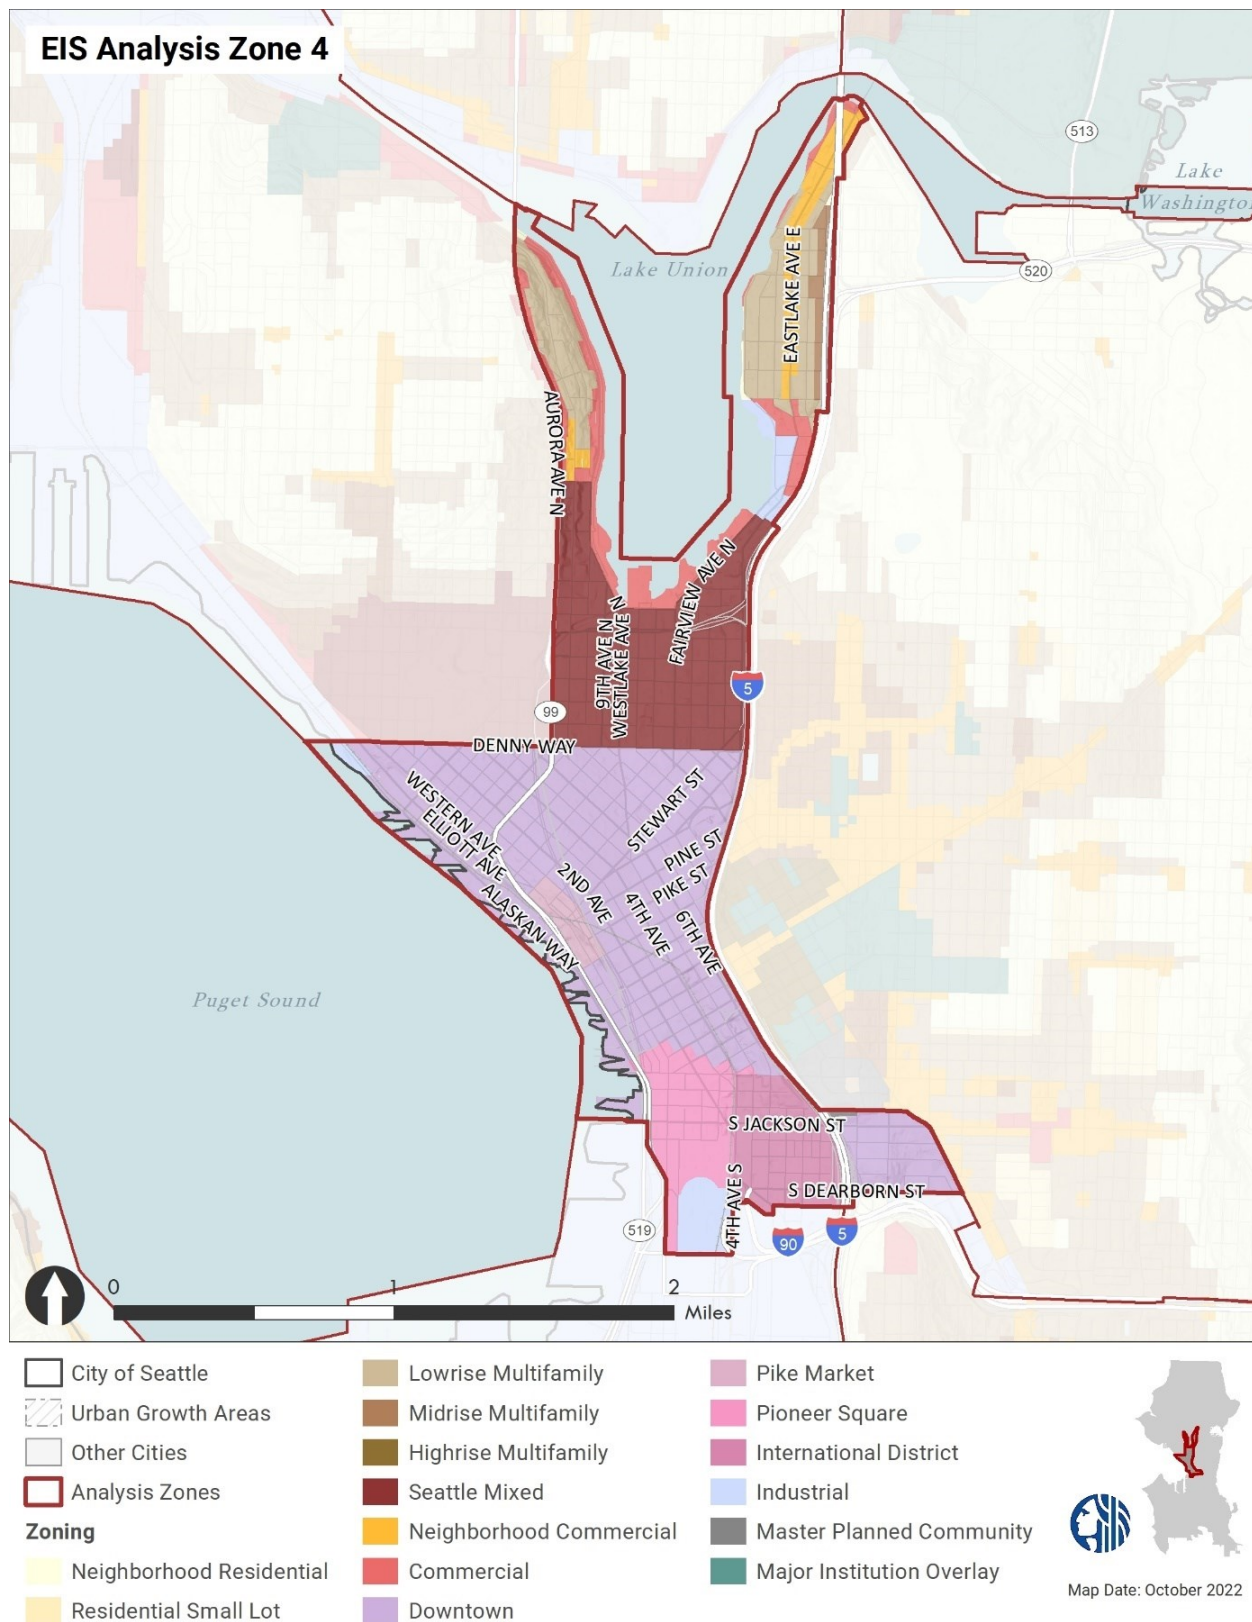 EIS Analysis Zone 4
513
Lake
Washington
Lake Union
520
EASTLAKE AVE E
AURORA AVE N
FAIRVIEW AVE N
9TH AVE N
WESTLAKE AVE N
5
99
DENNY WAY
WESTERN AVE
ELLIOTT AVE
STEWART ST
PINE ST
PIKE ST
2ND AVE
4TH AVE
6TH AVE
ALASKAN WAY
Puget Sound
S JACKSON ST
4TH AVE S
S DEARBORN ST
519
90
5
0 1 2
Miles
City of Seattle
Urban Growth Areas
Other Cities
Analysis Zones
Zoning
Neighborhood Residential
Residential Small Lot
Lowrise Multifamily
Midrise Multifamily
Highrise Multifamily
Seattle Mixed
Neighborhood Commercial
Commercial
Downtown
Pike Market
Pioneer Square
International District
Industrial
Master Planned Community
Major Institution Overlay
Map Date: October 2022